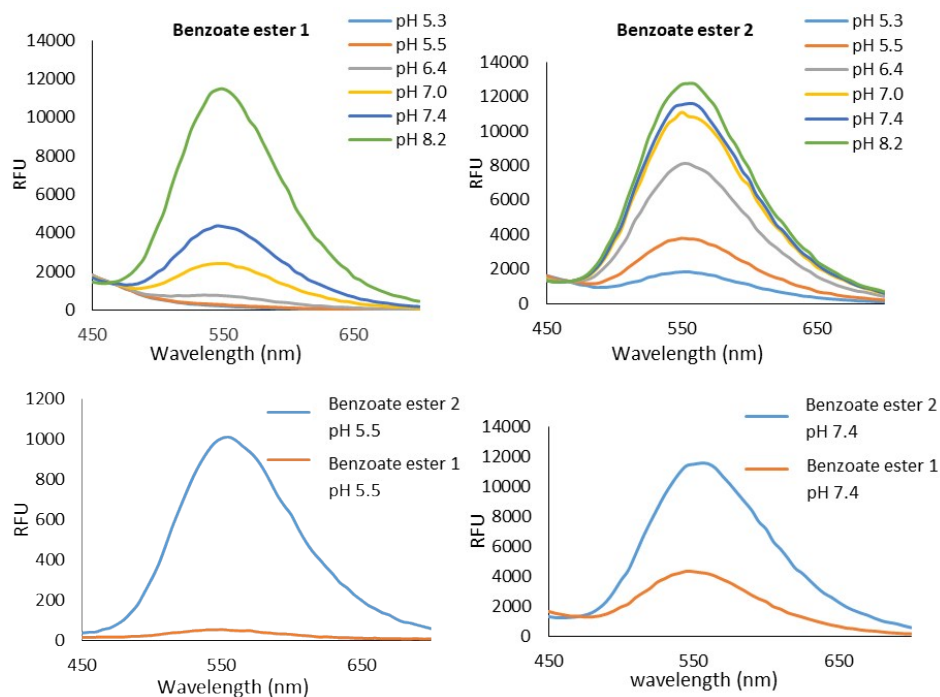 Benzoate ester 1
pH 5.3
pH 5.5
pH 6.4
pH 7.0
pH 7.4
pH 8.2
14000
12000
10000
8000
6000
4000
2000
0
RFU
450
550
650
Wavelength (nm)
Benzoate ester 2
pH 5.3
pH 5.5
pH 6.4
pH 7.0
pH 7.4
pH 8.2
14000
12000
10000
8000
6000
4000
2000
0
RFU
450
550
650
Wavelength (nm)
1200
1000
800
600
400
200
0
RFU
Benzoate ester 2
pH 5.5
Benzoate ester 1
pH 5.5
450
550
650
Wavelength (nm)
14000
12000
10000
8000
6000
4000
2000
0
RFU
Benzoate ester 2
pH 7.4
Benzoate ester 1
pH 7.4
450
550
650
wavelength (nm)